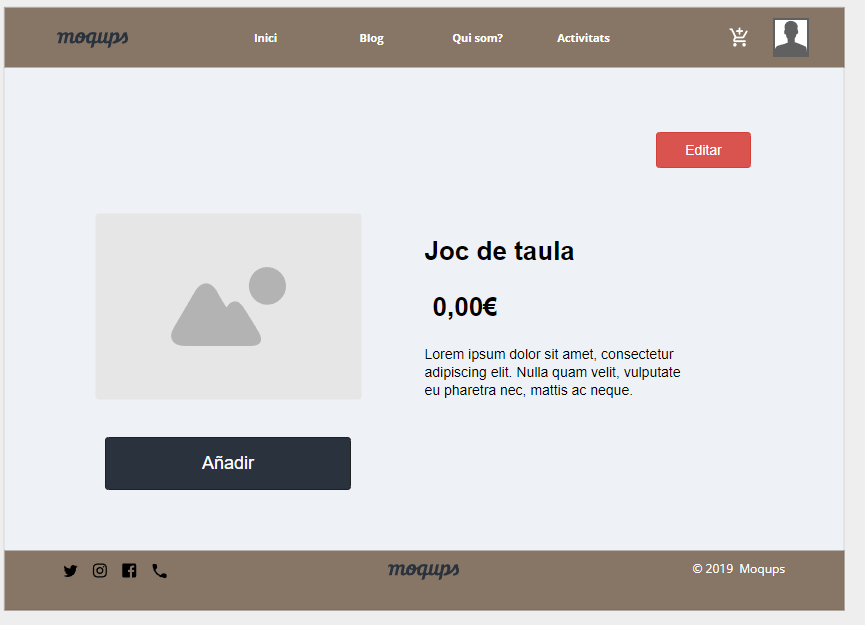 moqups
Inici
Blog
Qui som?
Activitats
Editar
Joc de taula
0,00€
Lorem ipsum dolor sit amet, consectetur
adipiscing elit. Nulla quam velit, vulputate
eu pharetra nec, mattis ac neque.
Añadir
moqups
© 2019 Moqups